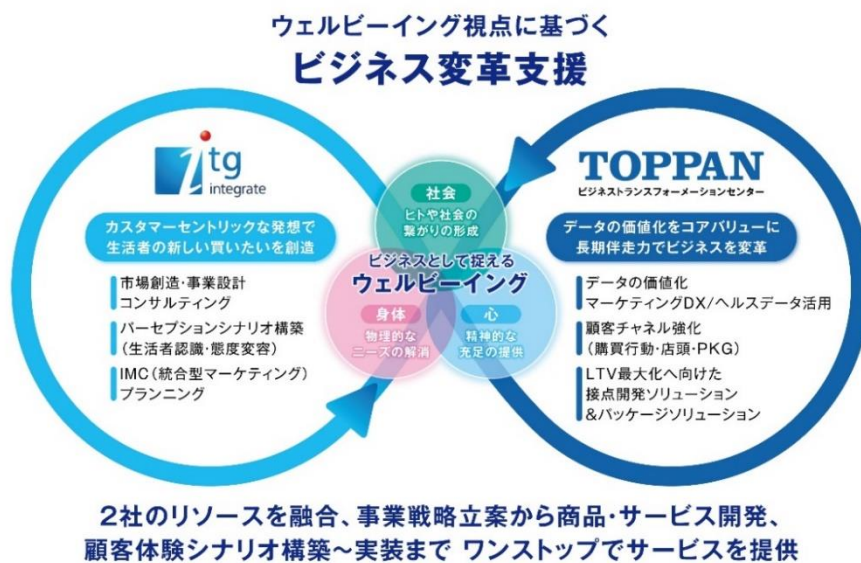 ウェルビーイング視点に基づく
ビジネス変革支援
itg
integrate
カスタマーセントリックな発想で
生活者の新しい買いたいを創造
市場創造・事業設計
コンサルティング
パーセプションシナリオ構築
(生活者認識・態度変容)
IMC(統合型マーケティング)
プランニング
社会
ヒトや社会の
繋がりの形成
ビジネスとして捉える
ウェルビーイング
身体
物理的な
ニーズの解消
心
精神的な
充足の提供
TOPPAN
ビジネストランスフォーメーションセンター
データの価値化をコアバリューに
長期伴走力でビジネスを変革
データの価値化
マーケティングDX/ヘルスデータ活用
顧客チャネル強化
(購買行動・店頭・PKG)
LTV最大化へ向けた
接点開発ソリューション
&パッケージソリューション
2社のリソースを融合、事業戦略立案から商品・サービス開発、
顧客体験シナリオ構築~実装まで ワンストップでサービスを提供